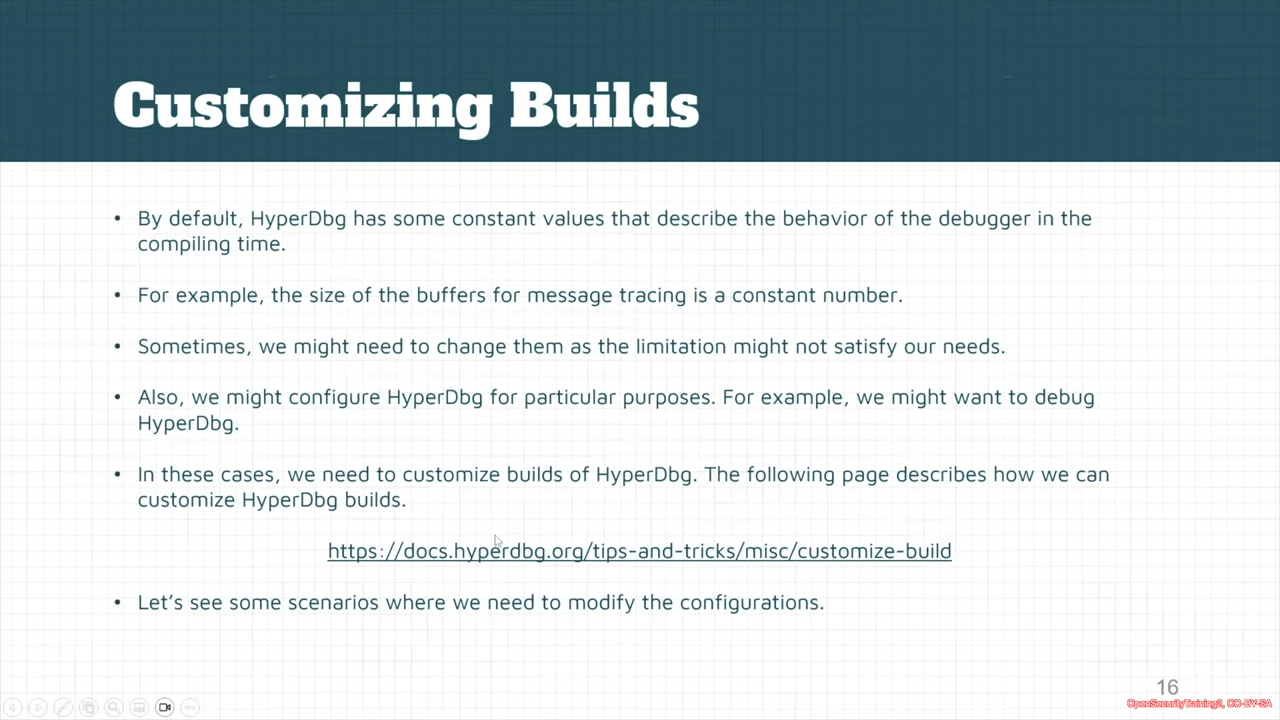 Customizing Builds
• By default, HyperDbg has some constant values that describe the behavior of the debugger in the
compiling time.
• For example, the size of the buffers for message tracing is a constant number.
• Sometimes, we might need to change them as the limitation might not satisfy our needs.
• Also, we might configure HyperDbg for particular purposes. For example, we might want to debug
HyperDbg.
• In these cases, we need to customize builds of HyperDbg. The following page describes how we can
customize HyperDbg builds.
https://docs.hyperdbg.org/tips-and-tricks/misc/customize-build
• Let’s see some scenarios where we need to modify the configurations.
16
OpenSecurityTraining2, CC-BY-SA